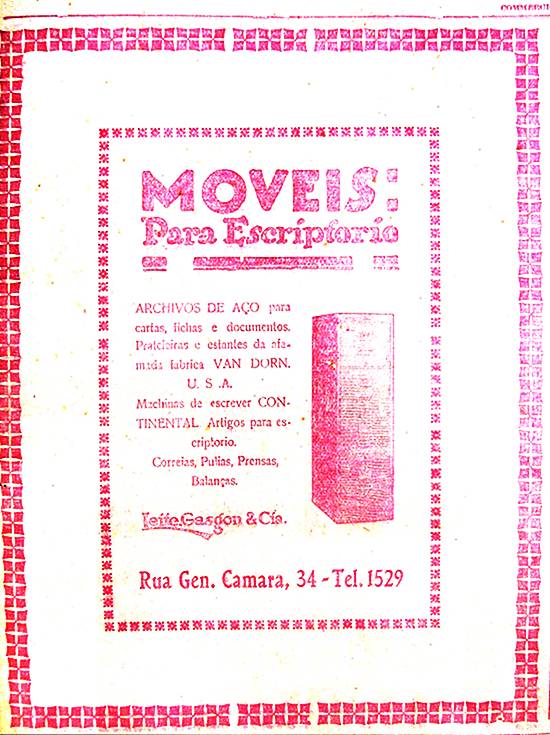 COMMERCI
MOVEIS:
Para Escriptorio
ARCHIVOS DE AÇO para
cartas, fichas e documentos.
Prateleiras e estantes da afa-
mada fabrica VAN DORN.
U. S .A.
Machinas de escrever CON-
TINENTAL Artigos para es-
criptorio.
Correias, Pulias, Prensas,
Balanças.
Gasgon & Cia.
Rua Gen. Camara, 34 - Tel. 1529